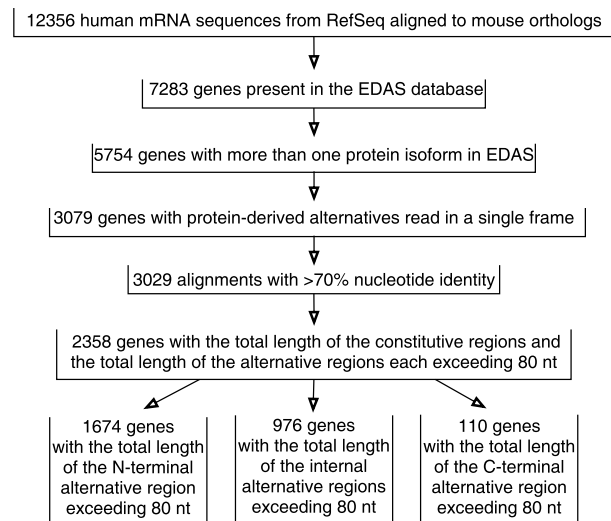 12356 human mRNA sequences from RefSeq aligned to mouse orthologs
7283 genes present in the EDAS database
5754 genes with more than one protein isoform in EDAS
3079 genes with protein-derived alternatives read in a single frame
3029 alignments with >70% nucleotide identity
2358 genes with the total length of the constitutive regions and
the total length of the alternative regions each exceeding 80 nt
1674 genes
with the total length
of the N-terminal
alternative region
exceeding 80 nt
976 genes
with the total length
of the internal
alternative regions
exceeding 80 nt
110 genes
with the total length
of the C-terminal
alternative region
exceeding 80 nt